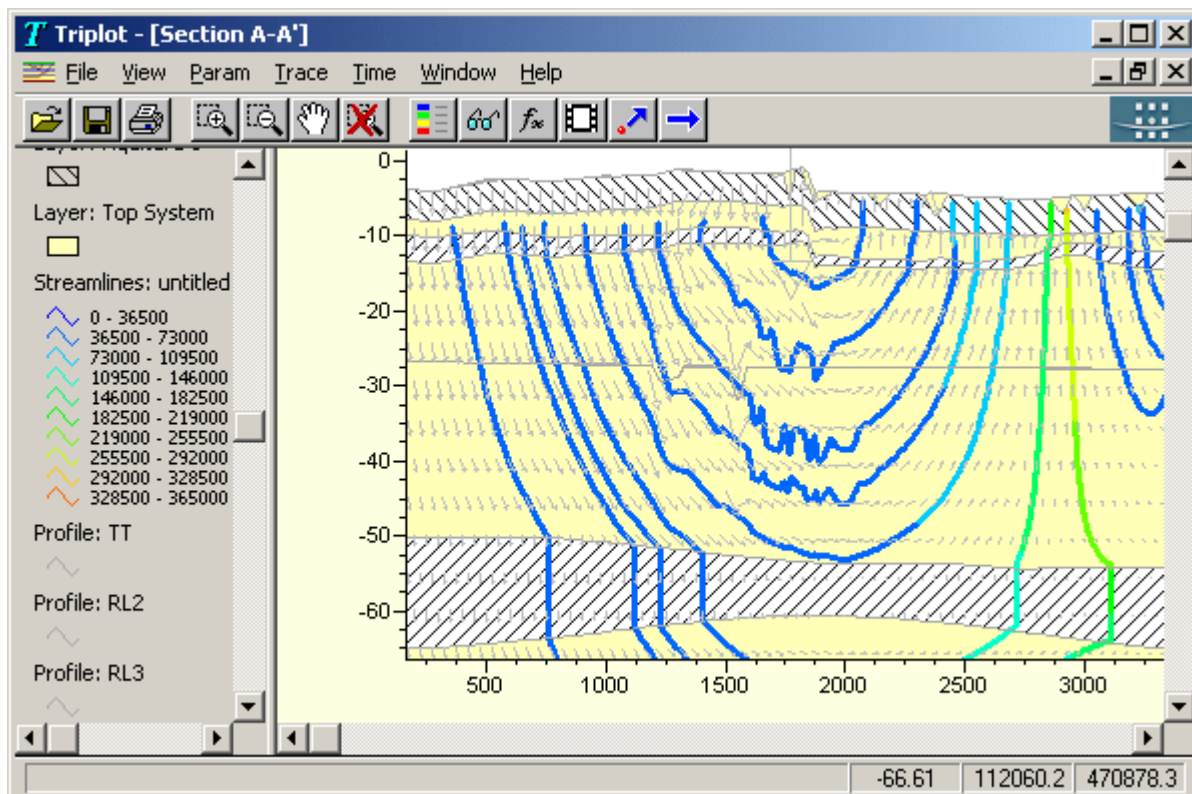 Triplot - [Section A-A']
File View Param Trace Time Window Help
Layer: Top System
Streamlines: untitled
0 - 36500
36500 - 73000
73000 - 109500
109500 - 146000
146000 - 182500
182500 - 219000
219000 - 255500
255500 - 292000
292000 - 328500
328500 - 365000
Profile: TT
Profile: RL2
Profile: RL3
0
-10
-20
-30
-40
-50
-60
500 1000 1500 2000 2500 3000
-66.61 112060.2 470878.3